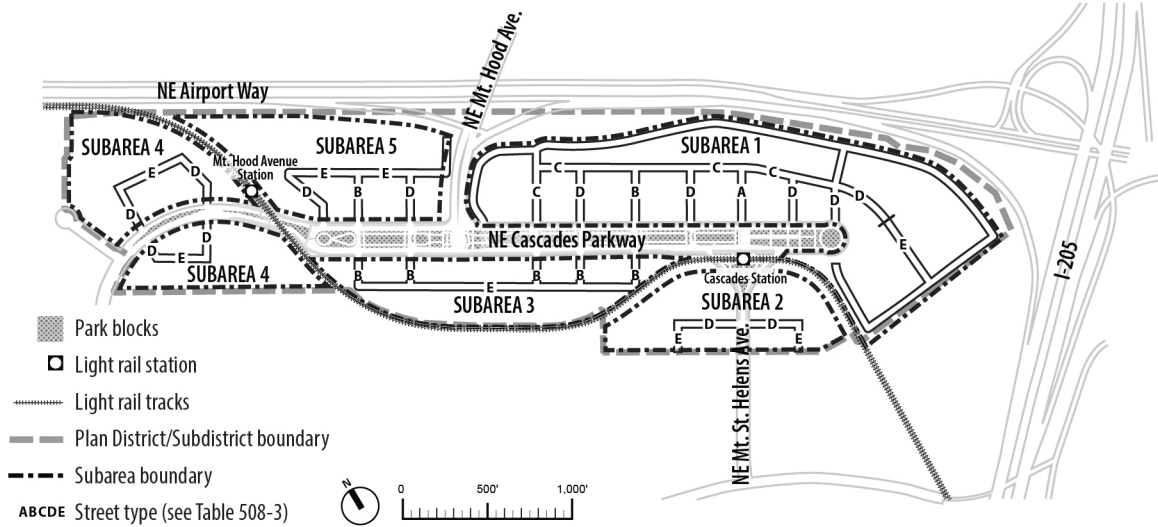 NE Mt. Hood Ave.
NE Airport Way
SUBAREA 4
SUBAREA 5
SUBAREA 1
Mt. Hood Avenue
Station
E
D
D
E
E
D
B
D
C
C
C
D
B
D
A
D
D
D
E
NE Cascades Parkway
I-205
D
D
E
SUBAREA 4
B
B
B
B
B
E
SUBAREA 3
Cascades Station
SUBAREA 2
D
D
E
E
NE Mt. St. Helens Ave.
Park blocks
Light rail station
Light rail tracks
Plan District/Subdistrict boundary
Subarea boundary
ABCDE Street type (see Table 508-3)
N
0 500' 1,000'